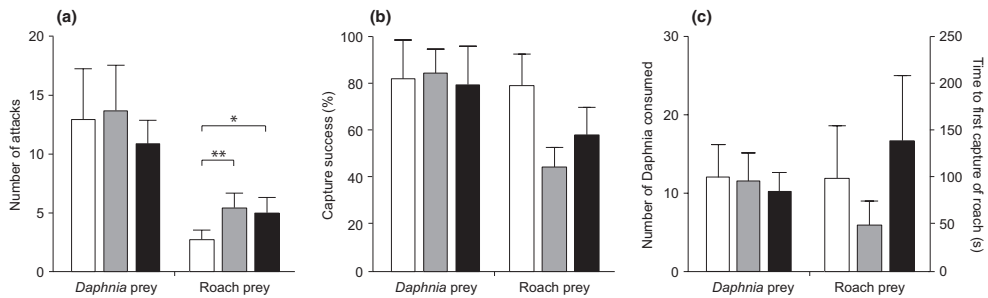 (a)
Number of attacks
20
15
10
5
0
*
**
Daphnia prey
Roach prey
(b)
Capture success (%)
100
80
60
40
20
0
Daphnia prey
Roach prey
(c)
Number of Daphnia consumed
30
20
10
0
250
200
150
100
50
0
Time to first capture of roach (s)
Daphnia prey
Roach prey